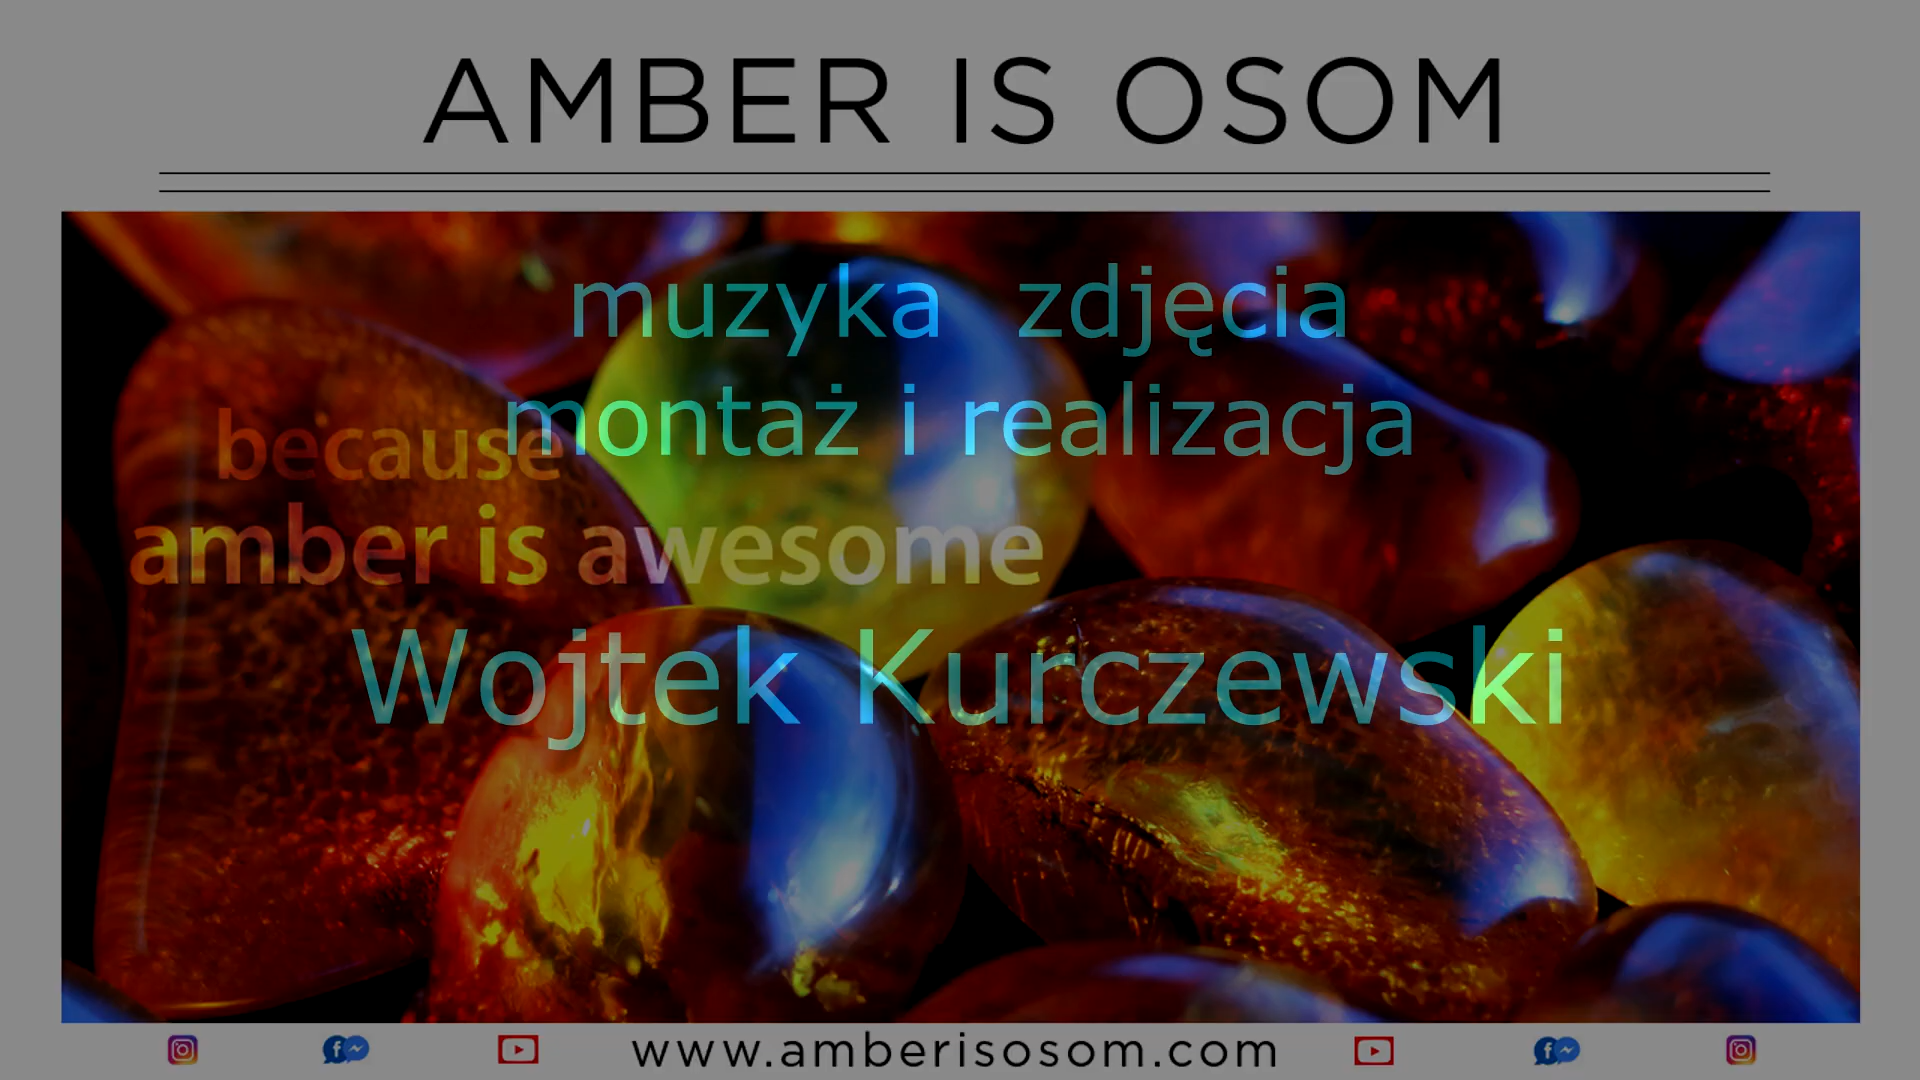 AMBER IS OSOM
muzyka zdjęcia
montaż i realizacja
because
amber is awesome
Wojtek Kurczewski
www.amberisosom.com